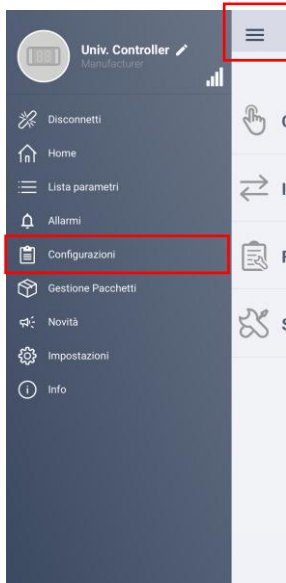 Univ. Controller
Manufacturer
Disconnetti
Home
Lista parametri
Allarmi
Configurazioni
Gestione Pacchetti
Novità
Impostazioni
Info